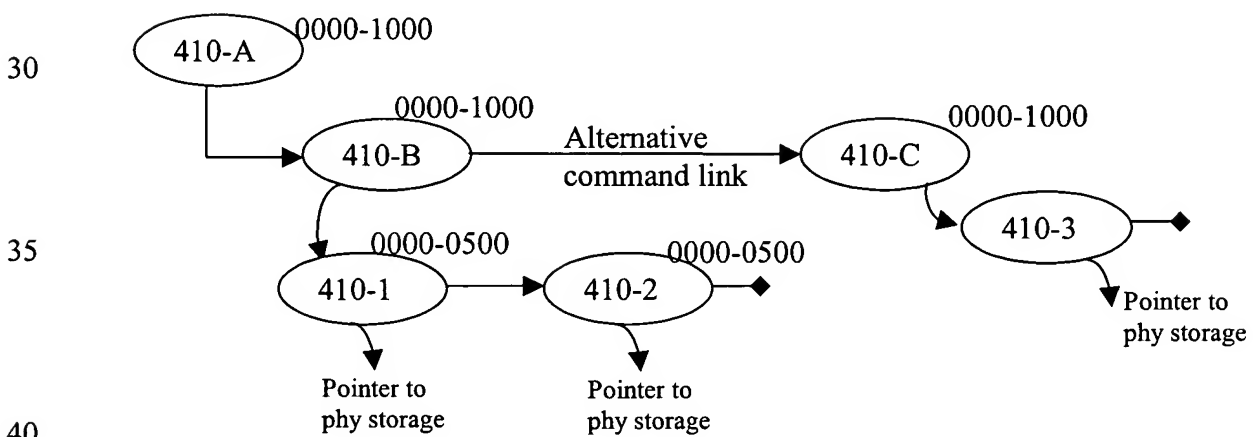 0000-1000
410-A
30
0000-1000
0000-1000
Alternative
410-B
410-C
command link
410-3
35
0000-0500
0000-0500
410-1
410-2
Pointer to
phy storage
Pointer to
phy storage
Pointer to
phy storage
40